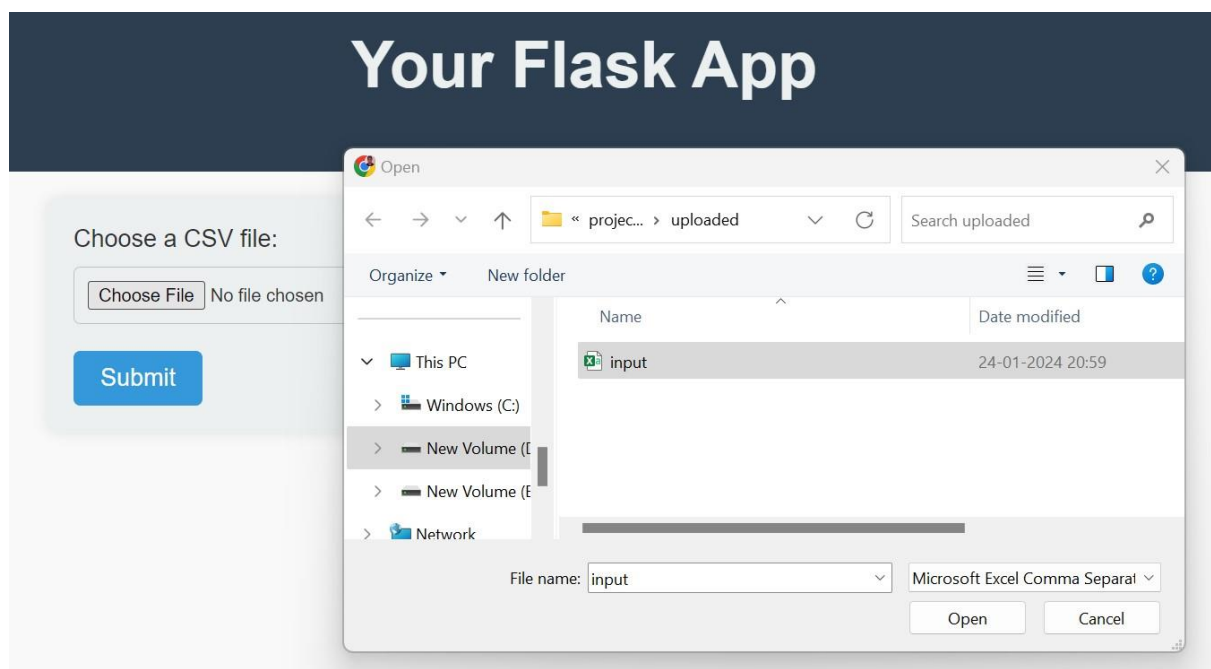 Your Flask App
Open
« projec... > uploaded
Search uploaded
Choose a CSV file:
Choose File No file chosen
Submit
Organize
New folder
?
Name
Date modified
This PC
input
24-01-2024 20:59
Windows (C:)
New Volume (D
New Volume (E
Network
File name: input
Microsoft Excel Comma Separat
Open
Cancel